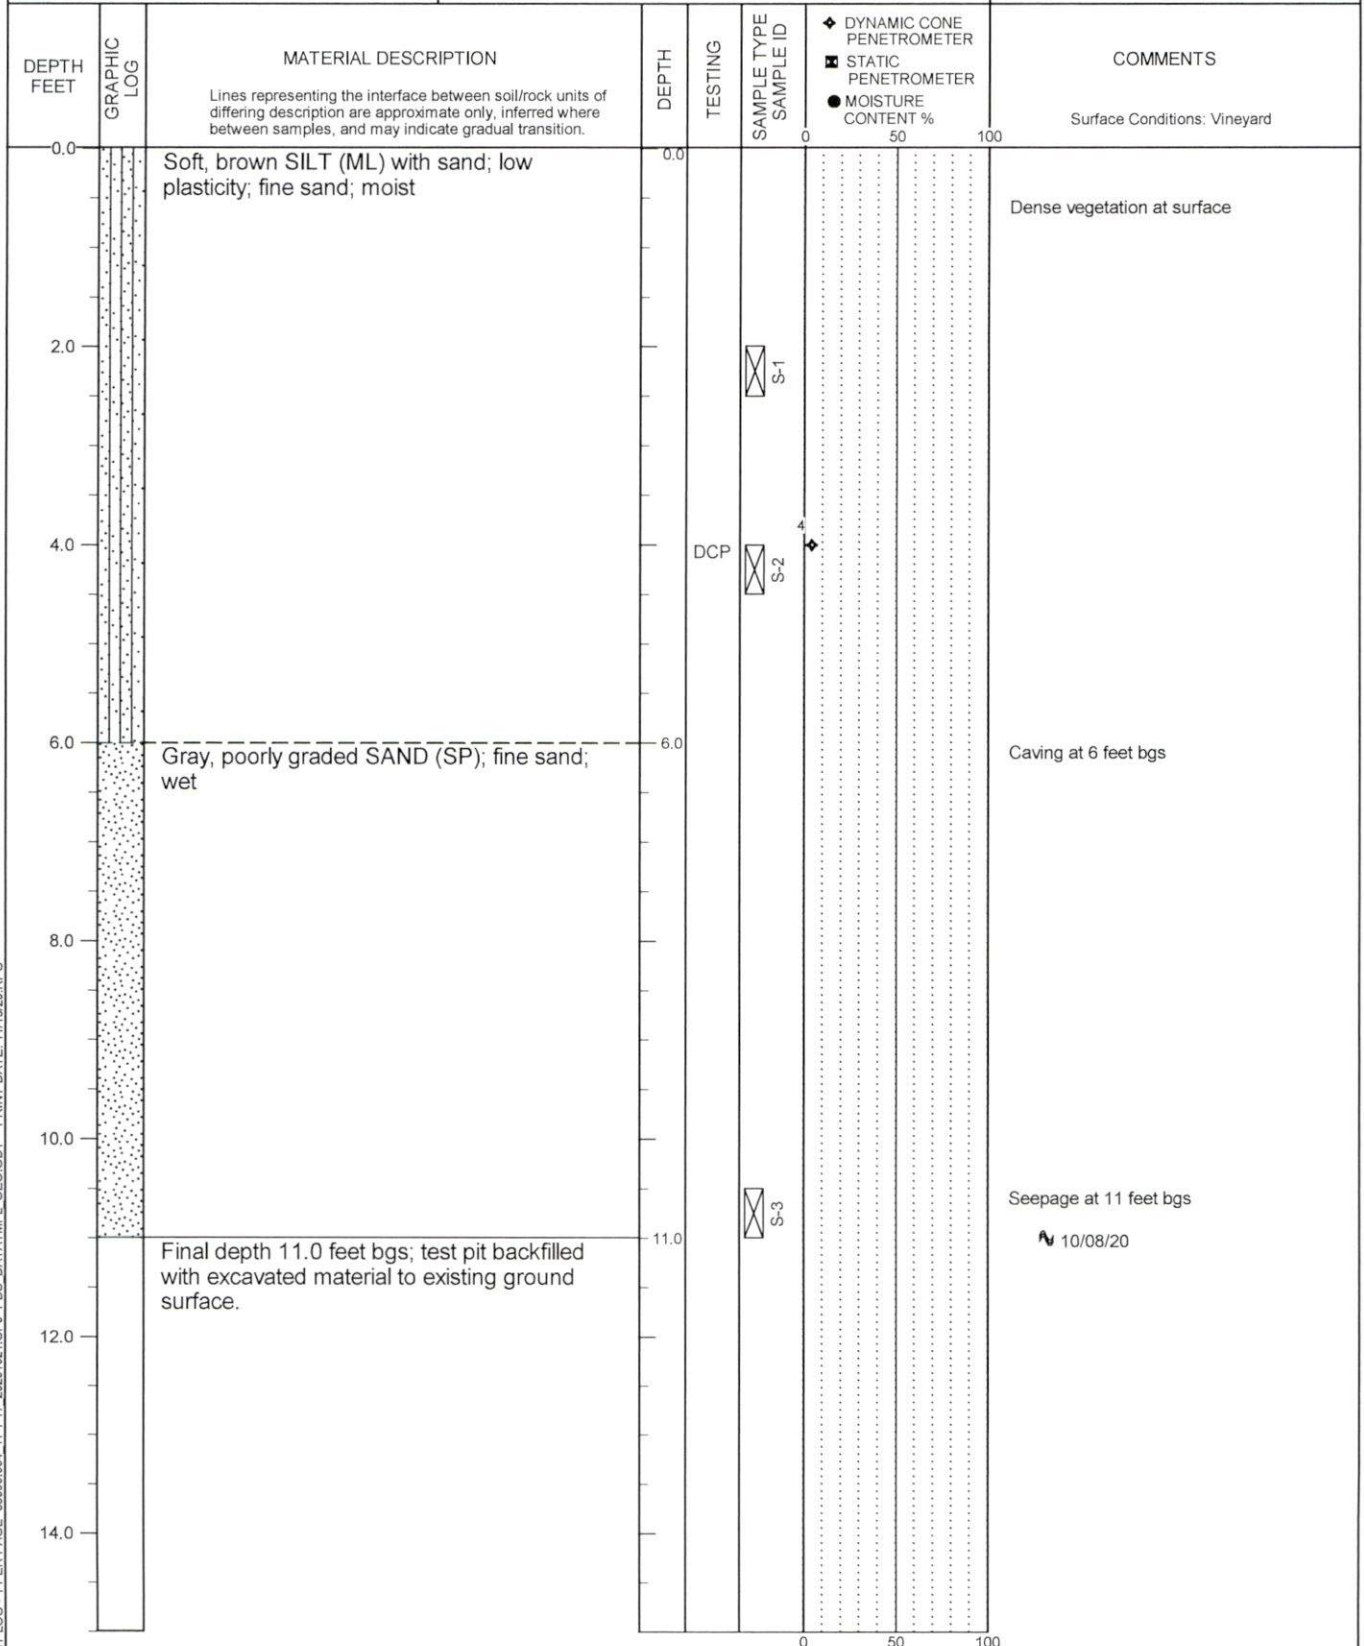 DEPTH
FEET
GRAPHIC
LOG
MATERIAL DESCRIPTION
Lines representing the interface between soil/rock units of
differing description are approximate only, inferred where
between samples, and may indicate gradual transition.
DEPTH
TESTING
SAMPLE TYPE
SAMPLE ID
DYNAMIC CONE
PENETROMETER
STATIC
PENETROMETER
MOISTURE
CONTENT %
0 50 100
COMMENTS
Surface Conditions: Vineyard
0.0
Soft, brown SILT (ML) with sand; low
plasticity; fine sand; moist
0.0
Dense vegetation at surface
2.0
S-1
4.0
DCP
S-2
4
6.0
Gray, poorly graded SAND (SP); fine sand;
wet
6.0
Caving at 6 feet bgs
8.0
10.0
S-3
Seepage at 11 feet bgs
10/08/20
Final depth 11.0 feet bgs; test pit backfilled
with excavated material to existing ground
surface.
11.0
12.0
14.0
0 50 100